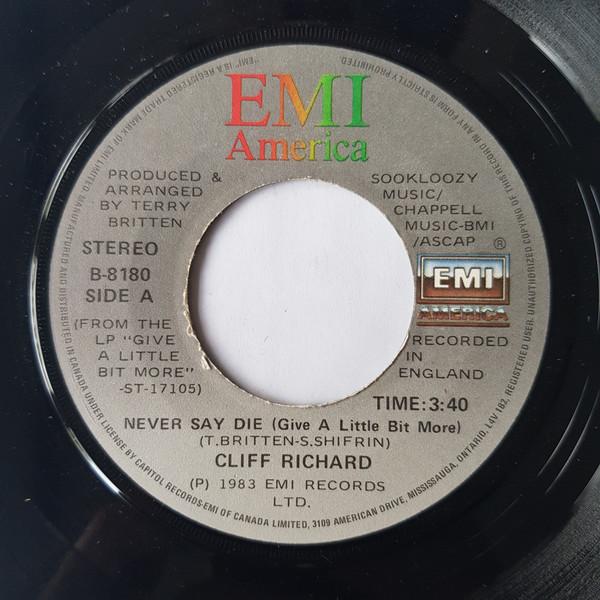 EMI
America
PRODUCED &
ARRANGED
BY TERRY
BRITTEN
SOOKLOOZY
MUSIC/
CHAPPELL
MUSIC-BMI
/ASCAP ®
STEREO
B-8180
SIDE A
EMI
AMERICA
(FROM THE
LP "GIVE
A LITTLE
BIT MORE"
-ST-17105)
RECORDED
IN
ENGLAND
TIME:3:40
NEVER SAY DIE (Give A Little Bit More)
(T.BRITTEN-S.SHIFRIN)
CLIFF RICHARD
(P) 1983 EMI RECORDS
LTD.
MANUFACTURED AND DISTRIBUTED IN CANADA UNDER LICENSE BY CAPITOL RECORDS-EMI OF CANADA LIMITED, 3109 AMERICAN DRIVE, MISSISSAUGA, ONTARIO, L4V 1B2, REGISTERED USER. UNAUTHORIZED COPYING OF THIS RECORD IN ANY FORM IS STRICTLY PROHIBITED.
"EMI" IS A REGISTERED TRADE MARK OF EMI LIMITED